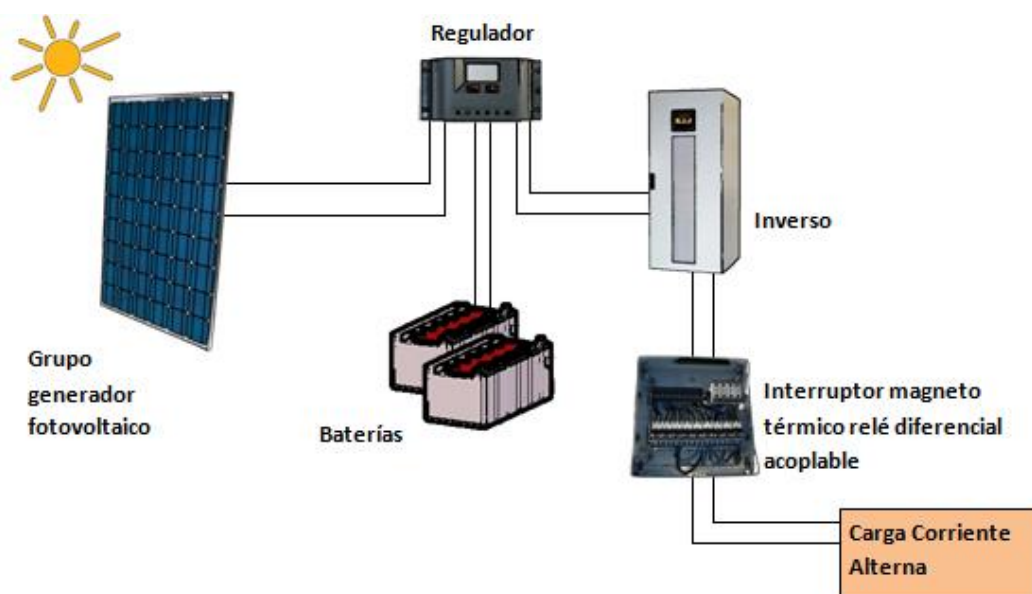 Regulador
Inverso
Grupo
generador
fotovoltaico
Baterías
Interruptor magneto
térmico relé diferencial
acoplable
Carga Corriente
Alterna